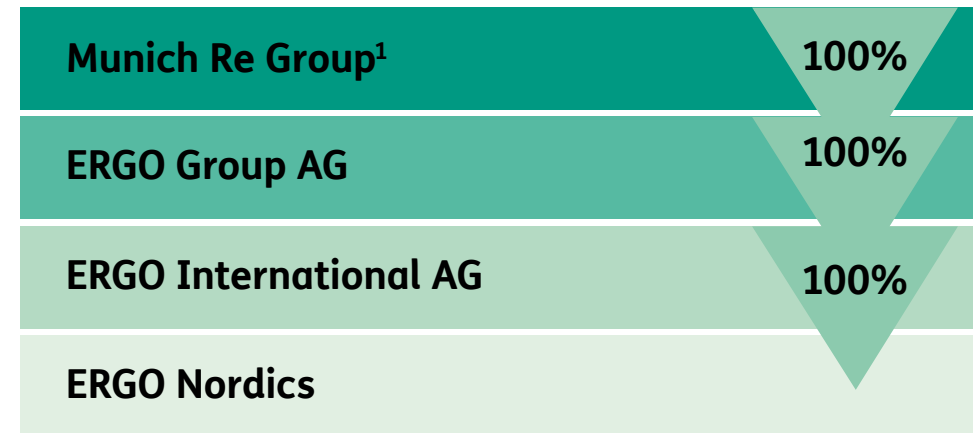 Munich Re Group¹ 100%
ERGO Group AG 100%
ERGO International AG 100%
ERGO Nordics